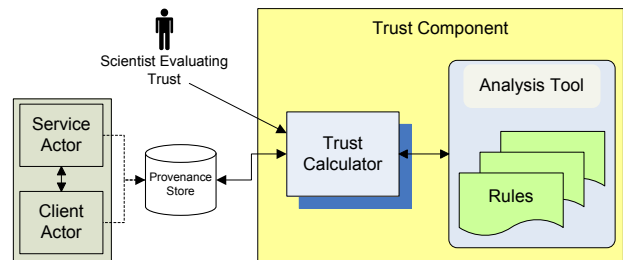 Trust Component
Scientist Evaluating
Trust
Analysis Tool
Service
Actor
Trust
Calculator
Provenance
Store
Client
Actor
Rules